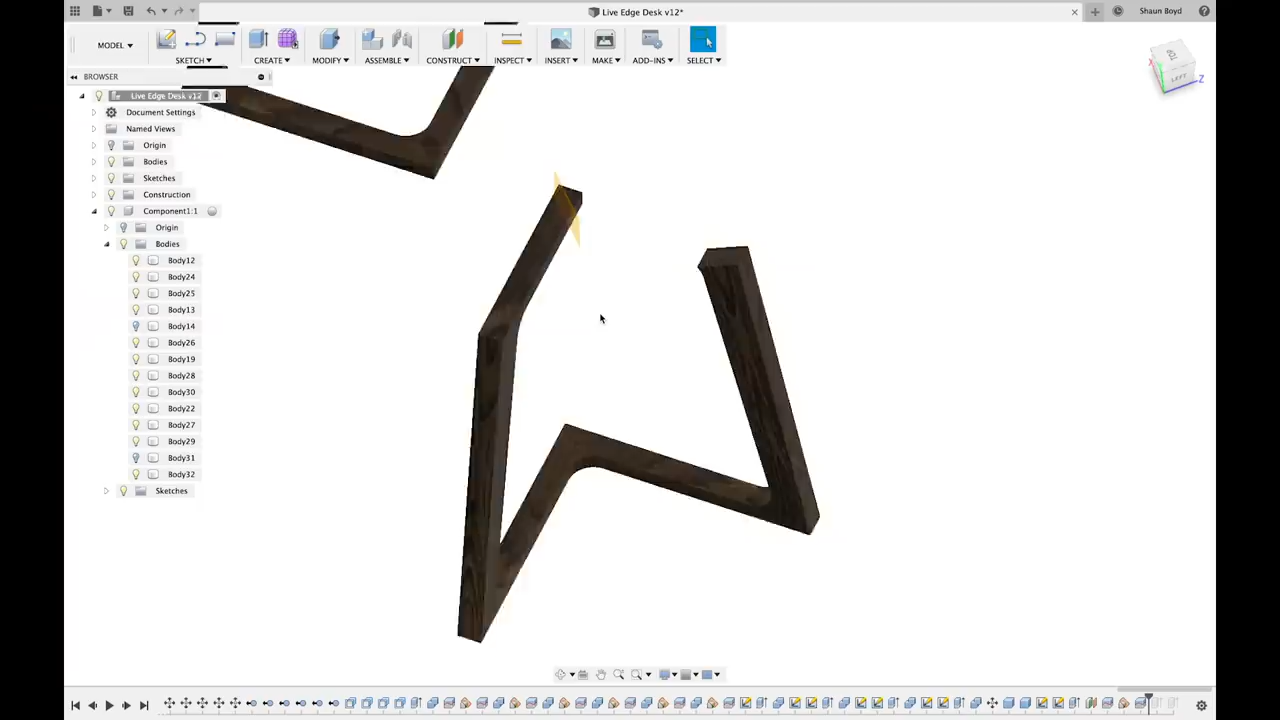 Live Edge Desk v12*
Shaun Boyd
MODEL
SKETCH
CREATE
MODIFY
ASSEMBLE
CONSTRUCT
INSPECT
INSERT
MAKE
ADD-INS
SELECT
BROWSER
Live Edge Desk v12
Document Settings
Named Views
Origin
Bodies
Sketches
Construction
Component1:1
Origin
Bodies
Body12
Body24
Body25
Body13
Body14
Body26
Body19
Body28
Body30
Body22
Body27
Body29
Body31
Body32
Sketches
TOP
LEFT
X
Z